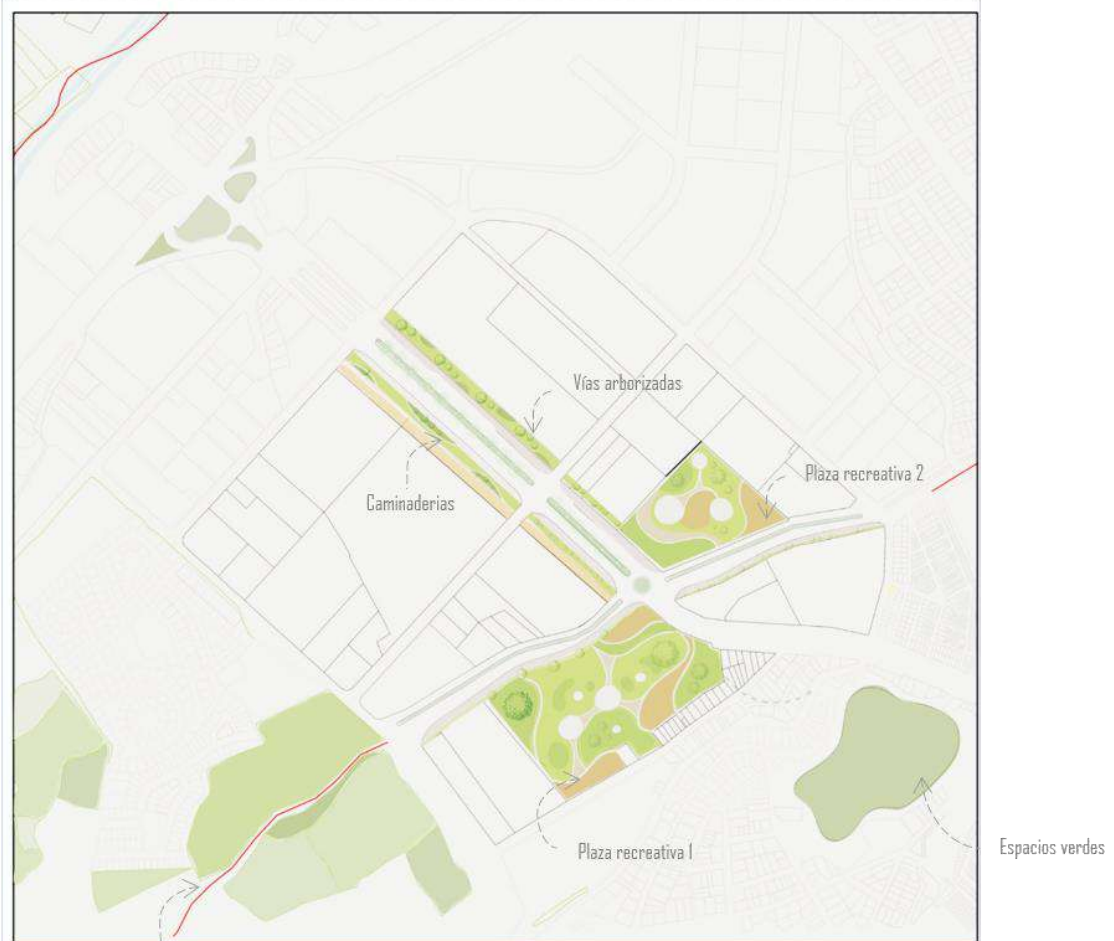 Vías arborizadas
Plaza recreativa 2
Caminaderias
Plaza recreativa 1
Espacios verdes